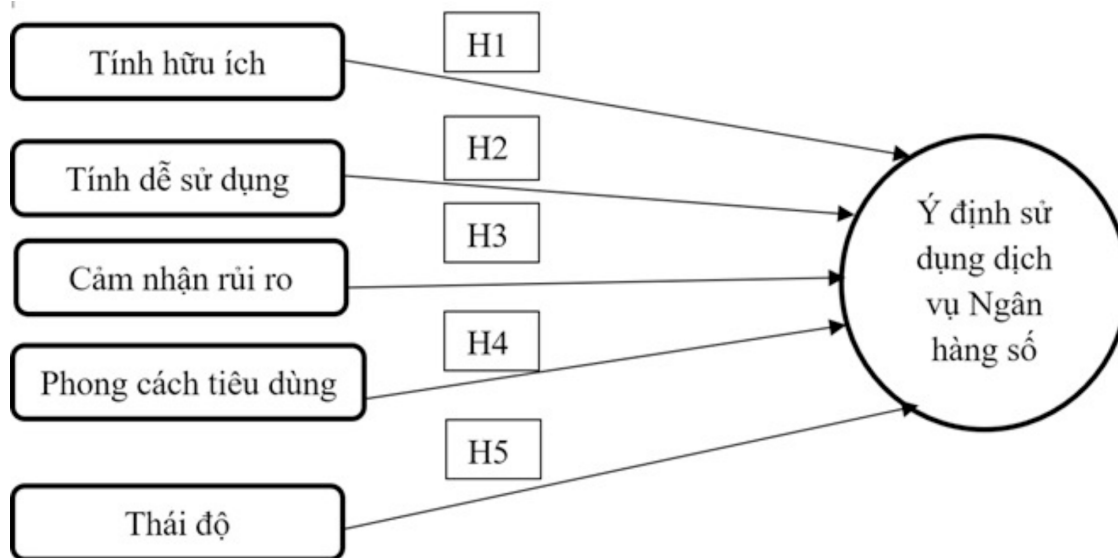 Tính hữu ích
H1
Tính dễ sử dụng
H2
Cảm nhận rủi ro
H3
Phong cách tiêu dùng
H4
Thái độ
H5
Ý định sử
dụng dịch
vụ Ngân
hàng số